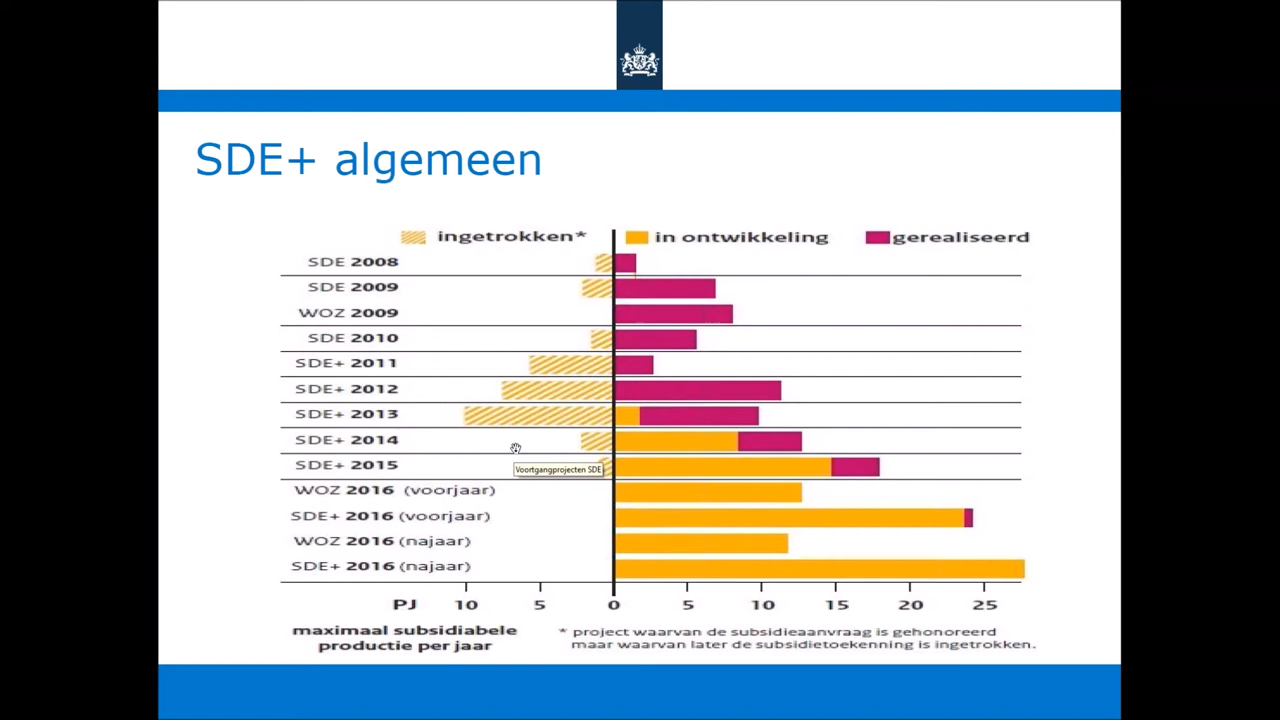 SDE+ algemeen
ingetrokken* in ontwikkeling gerealiseerd
SDE 2008
SDE 2009
WOZ 2009
SDE 2010
SDE+ 2011
SDE+ 2012
SDE+ 2013
SDE+ 2014
SDE+ 2015
Voortgangprojecten SDE
WOZ 2016 (voorjaar)
SDE+ 2016 (voorjaar)
WOZ 2016 (najaar)
SDE+ 2016 (najaar)
PJ 10 5 0 5 10 15 20 25
maximaal subsidiabele
productie per jaar
* project waarvan de subsidieaanvraag is gehonoreerd
maar waarvan later de subsidietoekenning is ingetrokken.